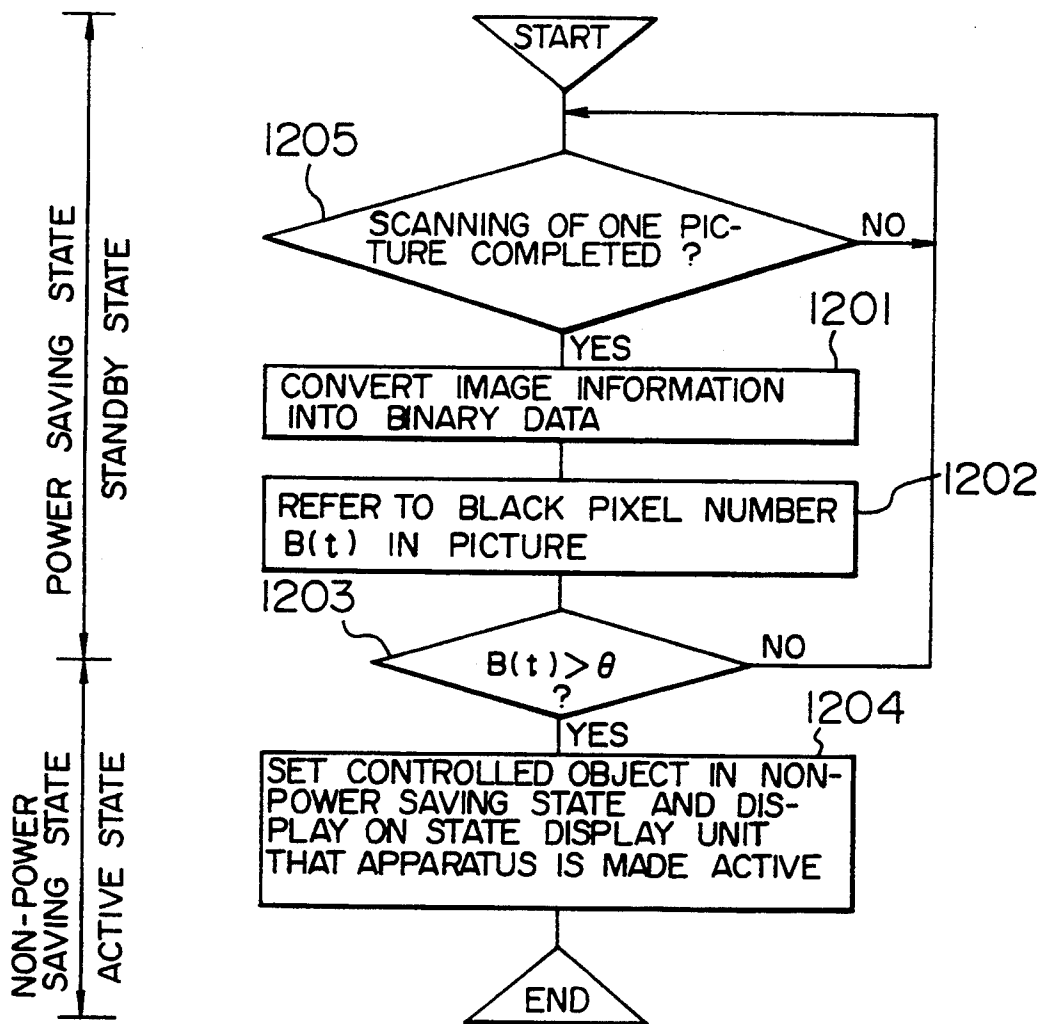 START
1205
SCANNING OF ONE PIC-
TURE COMPLETED ?
NO
YES
1201
CONVERT IMAGE INFORMATION
INTO BINARY DATA
1202
REFER TO BLACK PIXEL NUMBER
B(t) IN PICTURE
1203
B(t)>θ
?
NO
YES
1204
SET CONTROLLED OBJECT IN NON-
POWER SAVING STATE AND DIS-
PLAY ON STATE DISPLAY UNIT
THAT APPARATUS IS MADE ACTIVE
END
POWER SAVING STATE
STANDBY STATE
NON-POWER
SAVING STATE
ACTIVE STATE